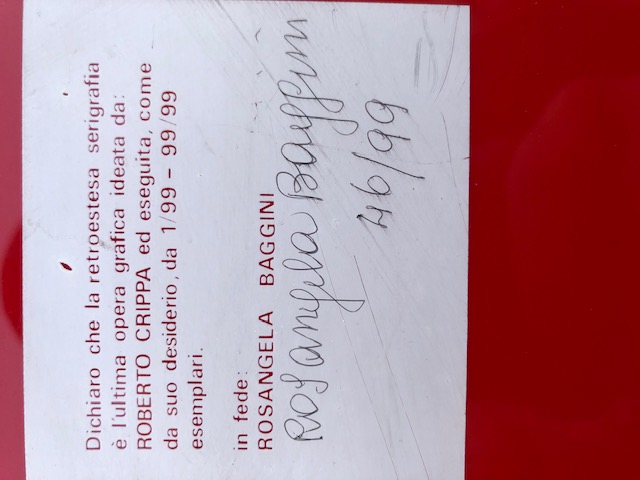 Dichiaro che la retroestesa serigrafia
è l'ultima opera grafica ideata da:
ROBERTO CRIPPA ed eseguita, come
da suo desiderio, da 1/99 - 99/99
esemplari.
in fede:
ROSANGELA BAGGINI
Rosangela Baggini
46/99